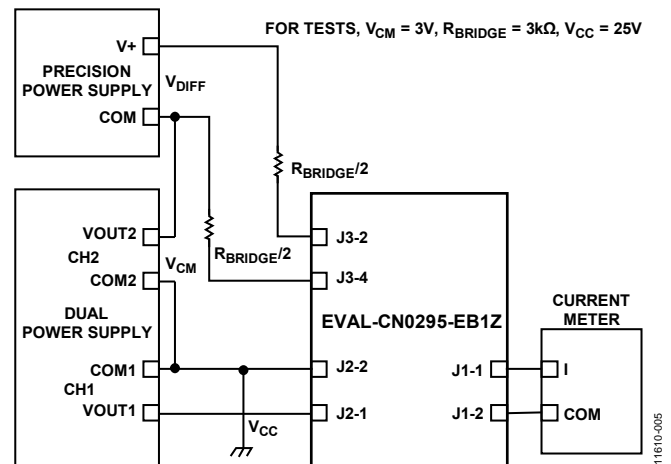 FOR TESTS, VCM = 3V, RBRIDGE = 3kΩ, VCC = 25V
V+
PRECISION
POWER SUPPLY
VDIFF
COM
RBRIDGE/2
VOUT2
CH2
VCM
COM2
RBRIDGE/2
DUAL
POWER SUPPLY
COM1
CH1
VOUT1
VCC
J3-2
J3-4
EVAL-CN0295-EB1Z
J2-2
J2-1
J1-1
J1-2
CURRENT
METER
I
COM
11610-005